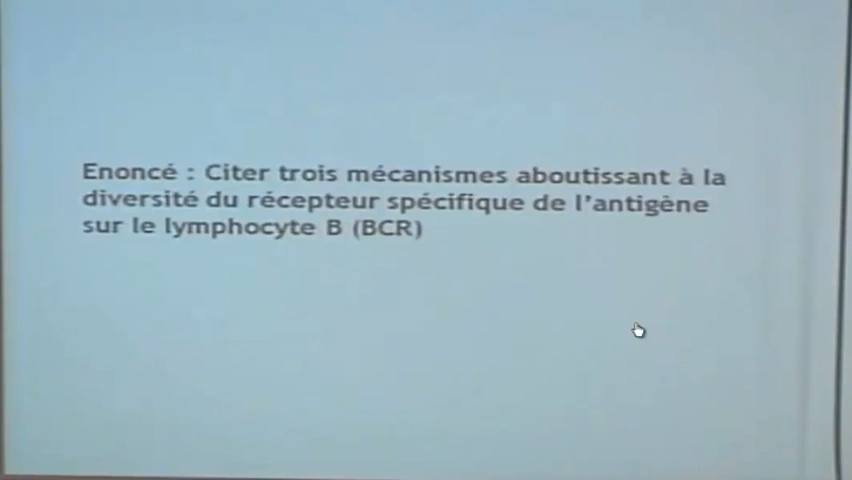 Enoncé : Citer trois mécanismes aboutissant à la
diversité du récepteur spécifique de l'antigène
sur le lymphocyte B (BCR)